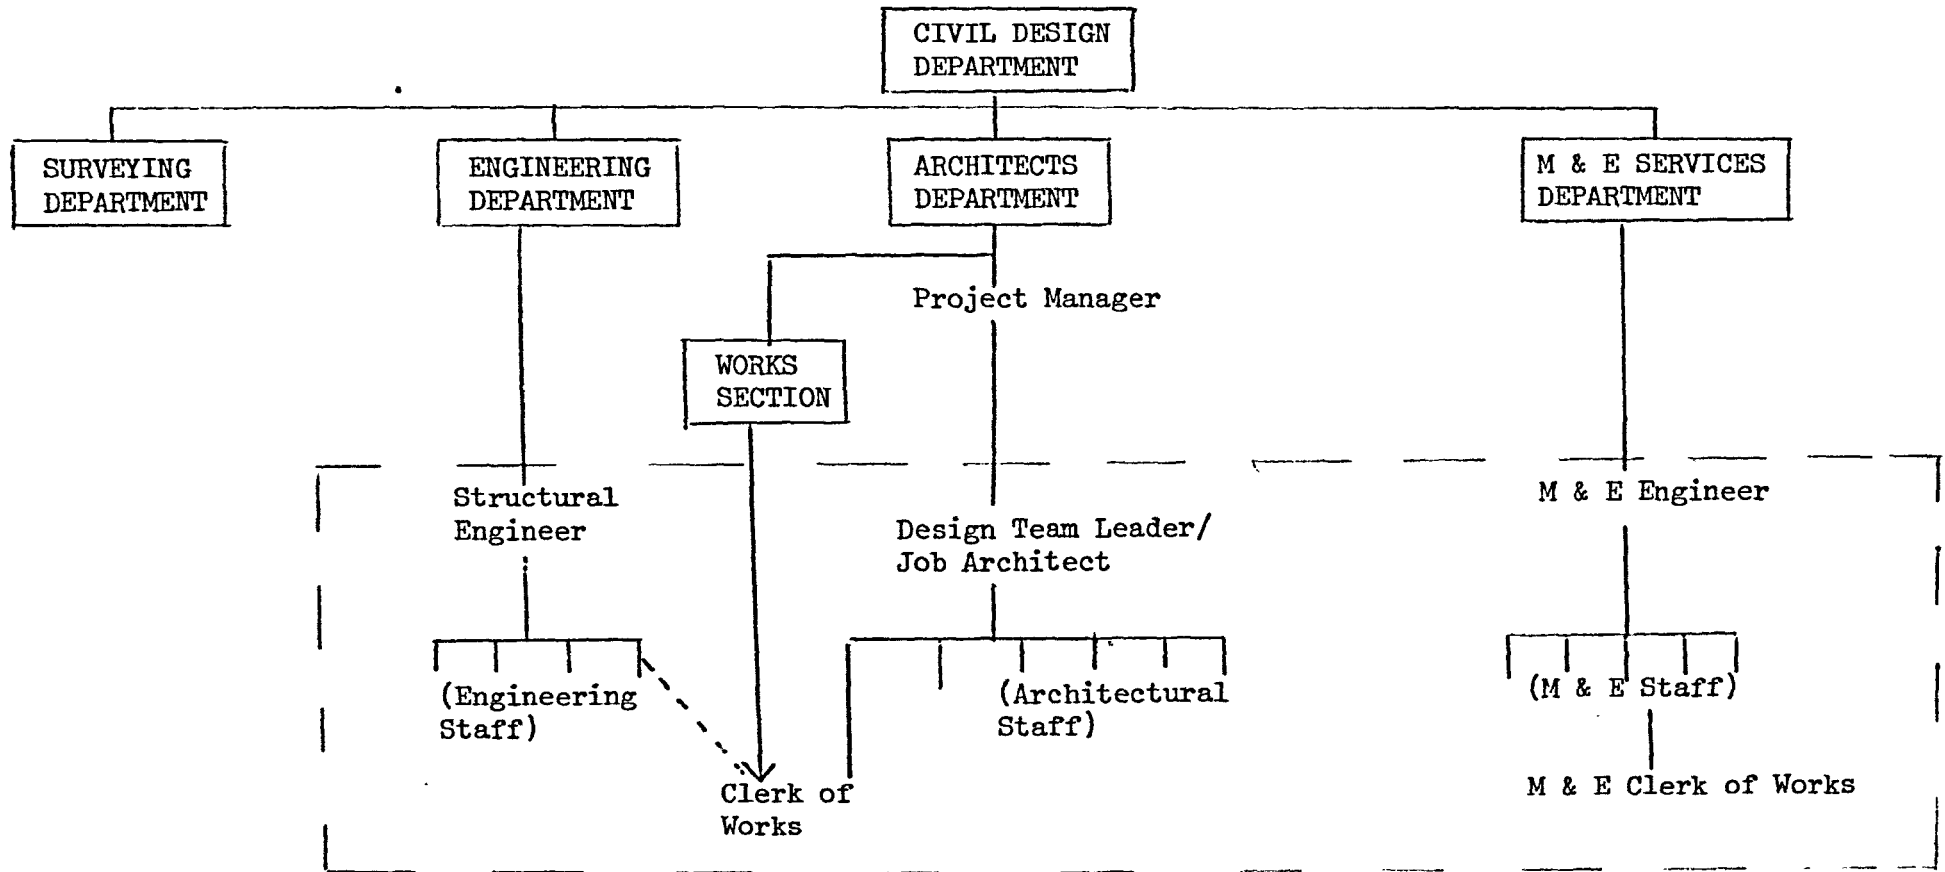 CIVIL DESIGN
DEPARTMENT
SURVEYING
DEPARTMENT
ENGINEERING
DEPARTMENT
ARCHITECTS
DEPARTMENT
M & E SERVICES
DEPARTMENT
Project Manager
WORKS
SECTION
Structural
Engineer
Design Team Leader/
Job Architect
M & E Engineer
(Engineering
Staff)
(Architectural
Staff)
(M & E Staff)
Clerk of
Works
M & E Clerk of Works